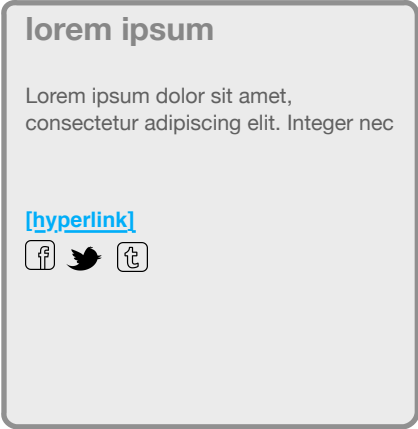 lorem ipsum
Lorem ipsum dolor sit amet,
consectetur adipiscing elit. Integer nec
[hyperlink]
f t